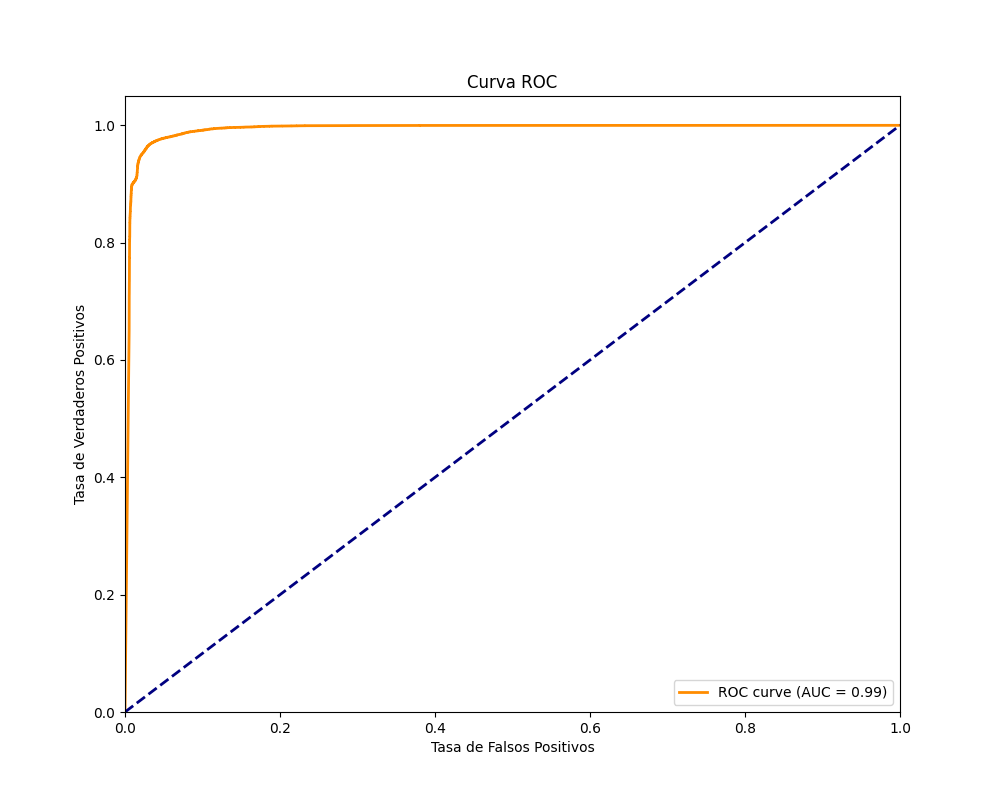 Curva ROC
1.0
0.8
0.6
0.4
0.2
0.0
Tasa de Verdaderos Positivos
ROC curve (AUC = 0.99)
0.0 0.2 0.4 0.6 0.8 1.0
Tasa de Falsos Positivos